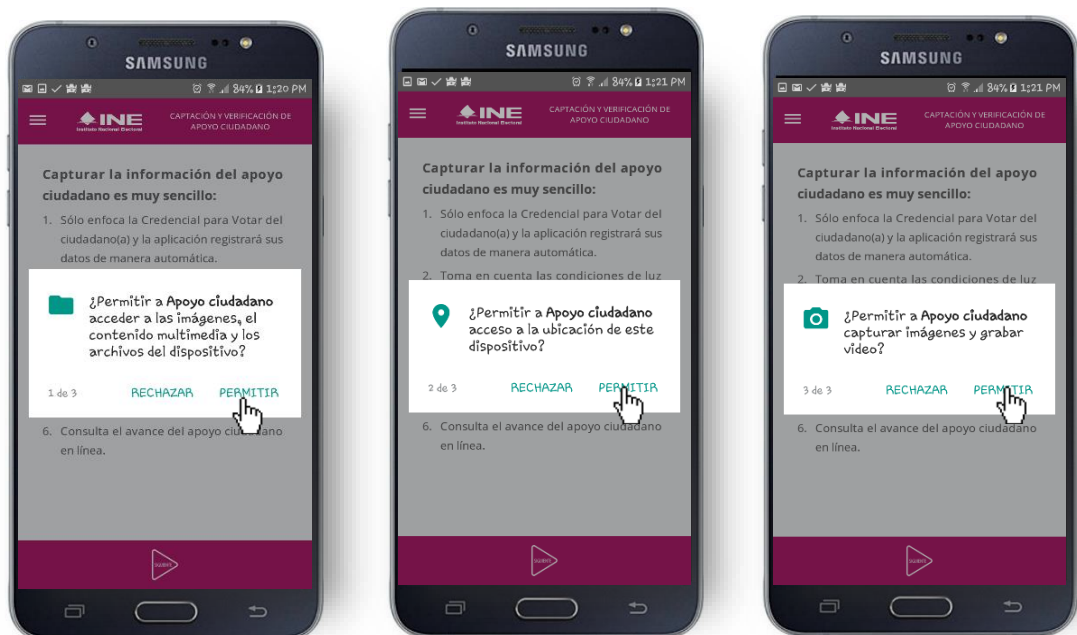 SAMSUNG
84% 1:20 PM
INE
Instituto Nacional Electoral
CAPTACIÓN Y VERIFICACIÓN DE
APOYO CIUDADANO
Capturar la información del apoyo
ciudadano es muy sencillo:
1. Sólo enfoca la Credencial para Votar del
ciudadano(a) y la aplicación registrará sus
datos de manera automática.
¿Permitir a Apoyo ciudadano
acceder a las imágenes, el
contenido multimedia y los
archivos del dispositivo?
1 de 3
RECHAZAR
PERMITIR
6. Consulta el avance del apoyo ciudadano
en línea.
SIGUIENTE
SAMSUNG
84% 1:21 PM
INE
Instituto Nacional Electoral
CAPTACIÓN Y VERIFICACIÓN DE
APOYO CIUDADANO
Capturar la información del apoyo
ciudadano es muy sencillo:
1. Sólo enfoca la Credencial para Votar del
ciudadano(a) y la aplicación registrará sus
datos de manera automática.
2. Toma en cuenta las condiciones de luz
¿Permitir a Apoyo ciudadano
acceso a la ubicación de este
dispositivo?
2 de 3
RECHAZAR
PERMITIR
6. Consulta el avance del apoyo ciudadano
en línea.
SIGUIENTE
SAMSUNG
84% 1:21 PM
INE
Instituto Nacional Electoral
CAPTACIÓN Y VERIFICACIÓN DE
APOYO CIUDADANO
Capturar la información del apoyo
ciudadano es muy sencillo:
1. Sólo enfoca la Credencial para Votar del
ciudadano(a) y la aplicación registrará sus
datos de manera automática.
2. Toma en cuenta las condiciones de luz
¿Permitir a Apoyo ciudadano
capturar imágenes y grabar
video?
3 de 3
RECHAZAR
PERMITIR
6. Consulta el avance del apoyo ciudadano
en línea.
SIGUIENTE